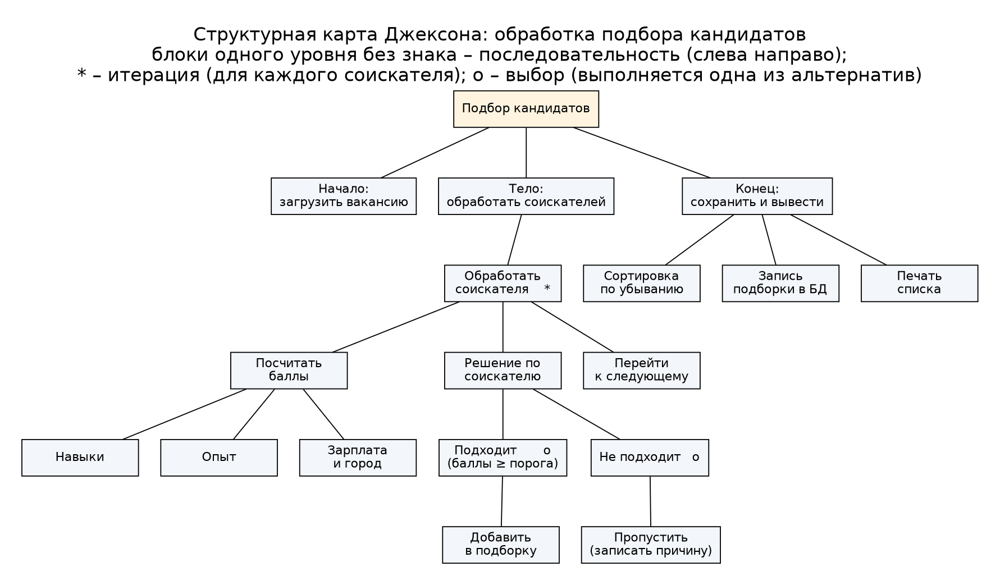 Структурная карта Джексона: обработка подбора кандидатов
блоки одного уровня без знака – последовательность (слева направо);
* – итерация (для каждого соискателя); o – выбор (выполняется одна из альтернатив)
Подбор кандидатов
Начало:
загрузить вакансию
Тело:
обработать соискателей
Конец:
сохранить и вывести
Обработать
соискателя *
Сортировка
по убыванию
Запись
подборки в БД
Печать
списка
Посчитать
баллы
Решение по
соискателю
Перейти
к следующему
Навыки
Опыт
Зарплата
и город
Подходит o
(баллы ≥ порога)
Не подходит o
Добавить
в подборку
Пропустить
(записать причину)